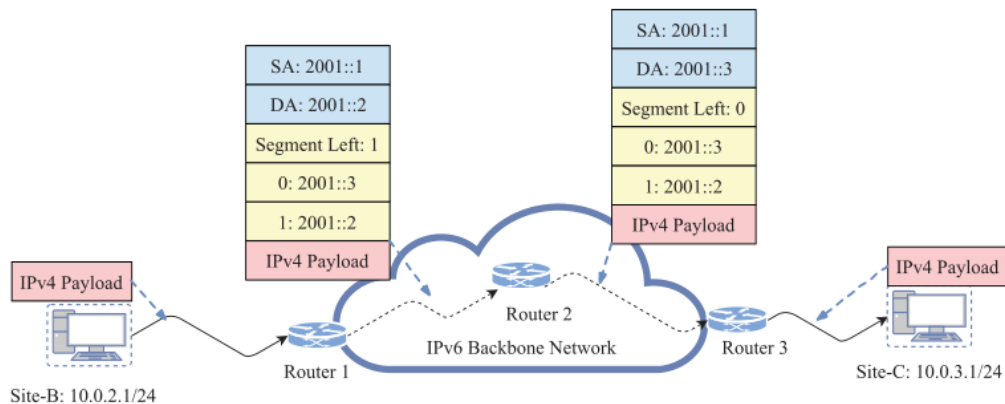 SA: 2001::1
DA: 2001::2
Segment Left: 1
0: 2001::3
1: 2001::2
IPv4 Payload
SA: 2001::1
DA: 2001::3
Segment Left: 0
0: 2001::3
1: 2001::2
IPv4 Payload
IPv4 Payload
IPv4 Payload
Router 1
Router 2
IPv6 Backbone Network
Router 3
Site-B: 10.0.2.1/24
Site-C: 10.0.3.1/24